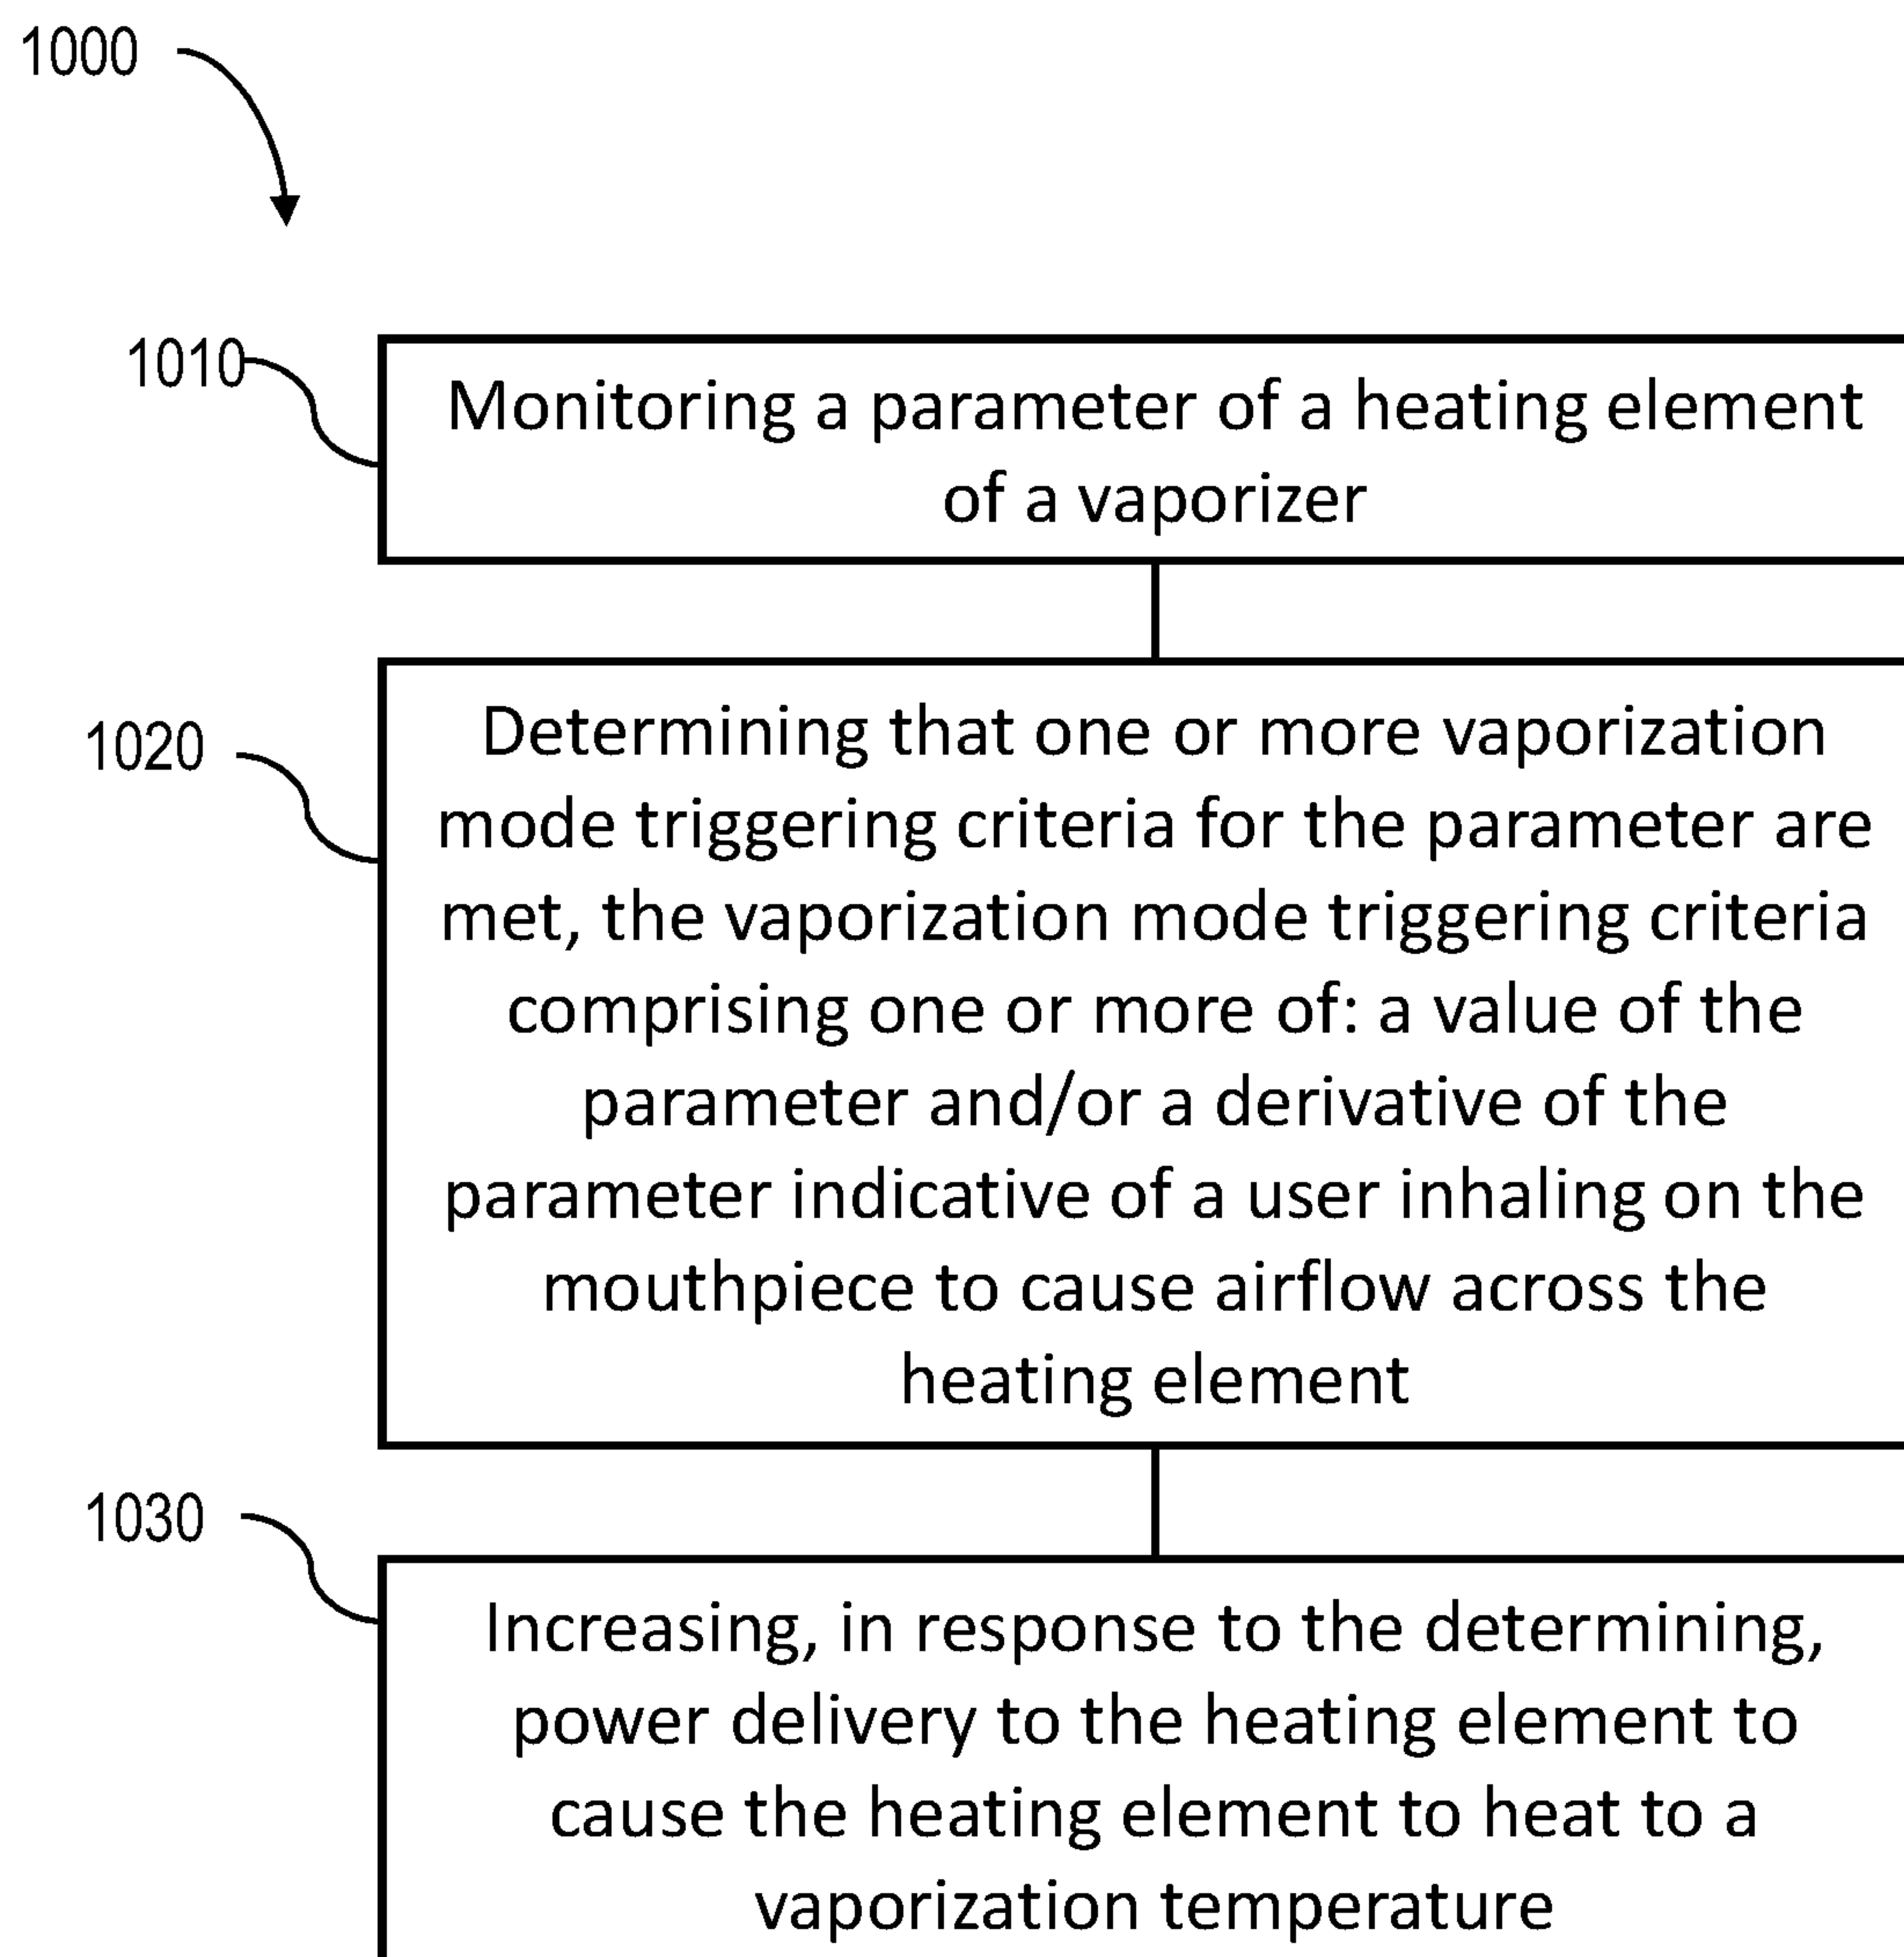 1000
1010
Monitoring a parameter of a heating element
of a vaporizer
1020
Determining that one or more vaporization
mode triggering criteria for the parameter are
met, the vaporization mode triggering criteria
comprising one or more of: a value of the
parameter and/or a derivative of the
parameter indicative of a user inhaling on the
mouthpiece to cause airflow across the
heating element
1030
Increasing, in response to the determining,
power delivery to the heating element to
cause the heating element to heat to a
vaporization temperature